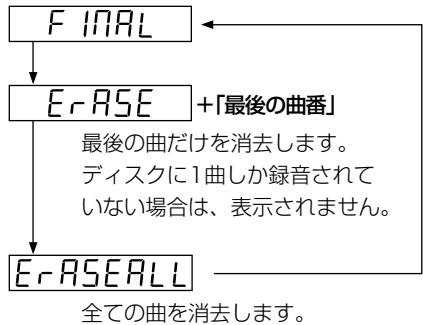 FINAL
ErASE +「最後の曲番」
最後の曲だけを消去します。
ディスクに1曲しか録音されて
いない場合は、表示されません。
ErASEALL
全ての曲を消去します。